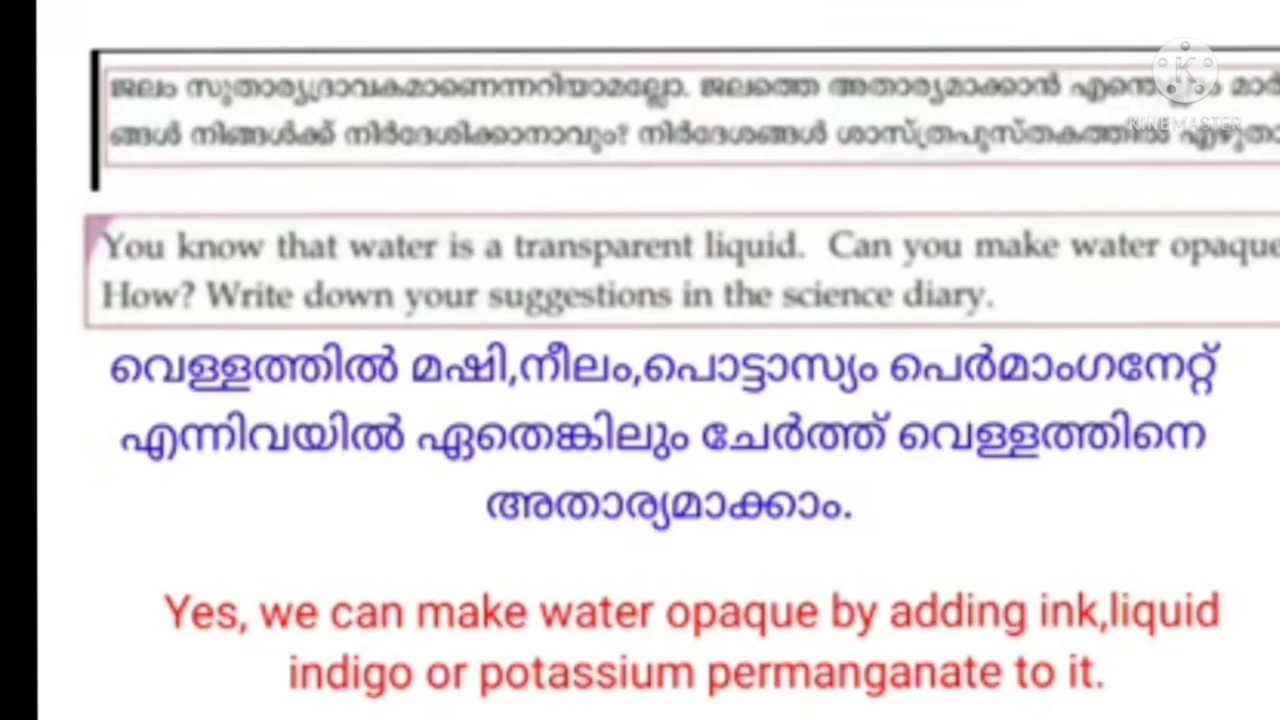 ജലം സുതാര്യദ്രാവകമാണെന്നറിയാമല്ലോ. ജലത്തെ അതാര്യമാക്കാൻ
ങ്ങൾ നിങ്ങൾക്ക് നിർദേശിക്കാനാവും? നിർദേശങ്ങൾ ശാസ്ത്രപുസ്തകത്തിൽ
KINEMASTER
You know that water is a transparent liquid. Can you make water opaque
How? Write down your suggestions in the science diary.
വെള്ളത്തിൽ മഷി,നീലം,പൊട്ടാസ്യം പെർമാംഗനേറ്റ്
എന്നിവയിൽ ഏതെങ്കിലും ചേർത്ത് വെള്ളത്തിനെ
അതാര്യമാക്കാം.
Yes, we can make water opaque by adding ink,liquid
indigo or potassium permanganate to it.